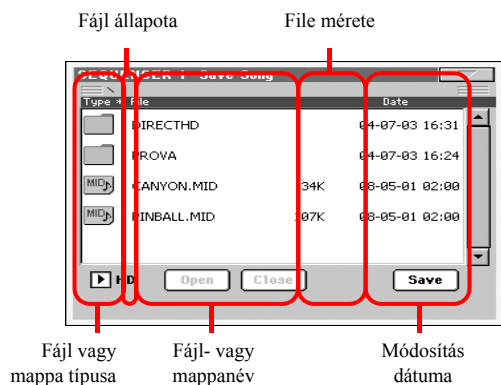 Fájl állapota
File mérete
SEQUENCER : Save Song
Type * File Date
DIRECTHD 04-07-03 16:31
PROVA 04-07-03 16:24
MID CANYON.MID 34K 08-05-01 02:00
MID PINBALL.MID 107K 08-05-01 02:00
HD Open Close Save
Fájl vagy mappa típusa
Fájl- vagy mappanév
Módosítás dátuma